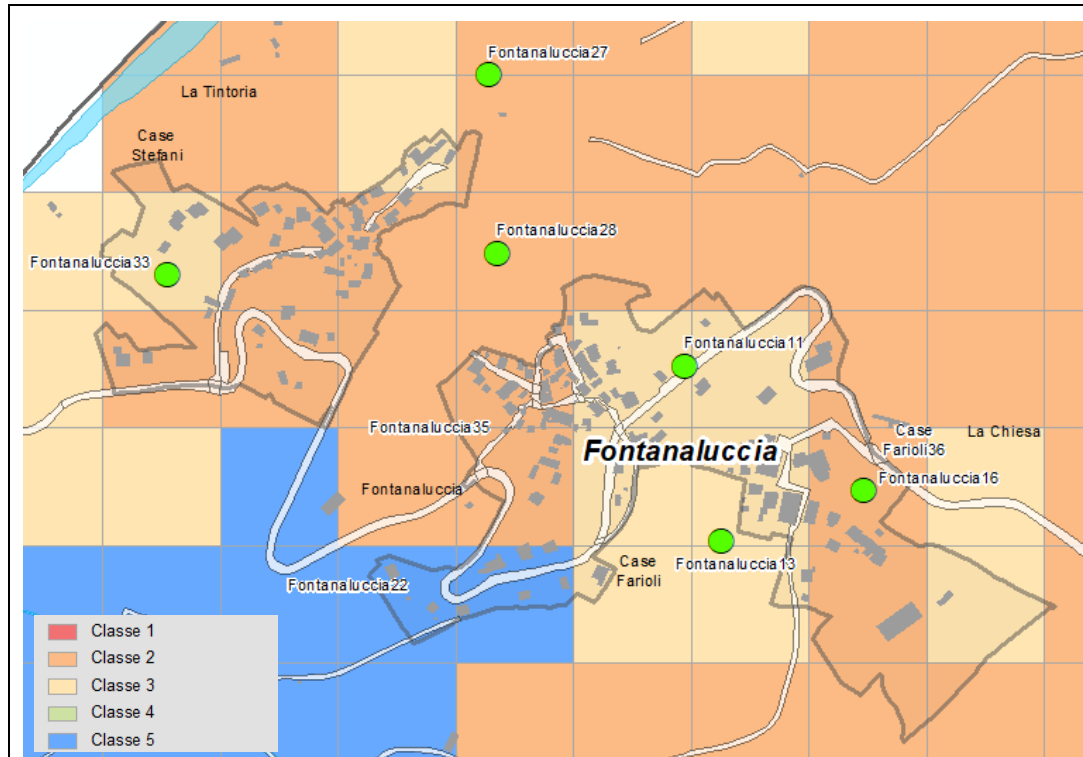 Fontanaluccia27
La Tintoria
Case
Stefani
Fontanaluccia28
Fontanaluccia33
Fontanaluccia11
Fontanaluccia35
Case
Farioli36
La Chiesa
Fontanaluccia
Fontanaluccia16
Fontanaluccia
Fontanaluccia13
Case
Farioli
Fontanaluccia22
Classe 1
Classe 2
Classe 3
Classe 4
Classe 5